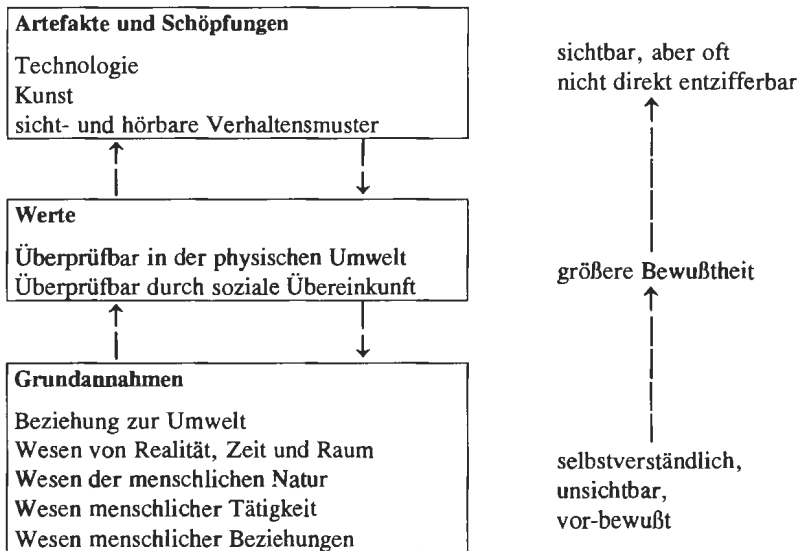 Artefakte und Schöpfungen
Technologie
Kunst
sicht- und hörbare Verhaltensmuster
sichtbar, aber oft
nicht direkt entzifferbar
Werte
Überprüfbar in der physischen Umwelt
Überprüfbar durch soziale Übereinkunft
größere Bewußtheit
Grundannahmen
Beziehung zur Umwelt
Wesen von Realität, Zeit und Raum
Wesen der menschlichen Natur
Wesen menschlicher Tätigkeit
Wesen menschlicher Beziehungen
selbstverständlich,
unsichtbar,
vor-bewußt